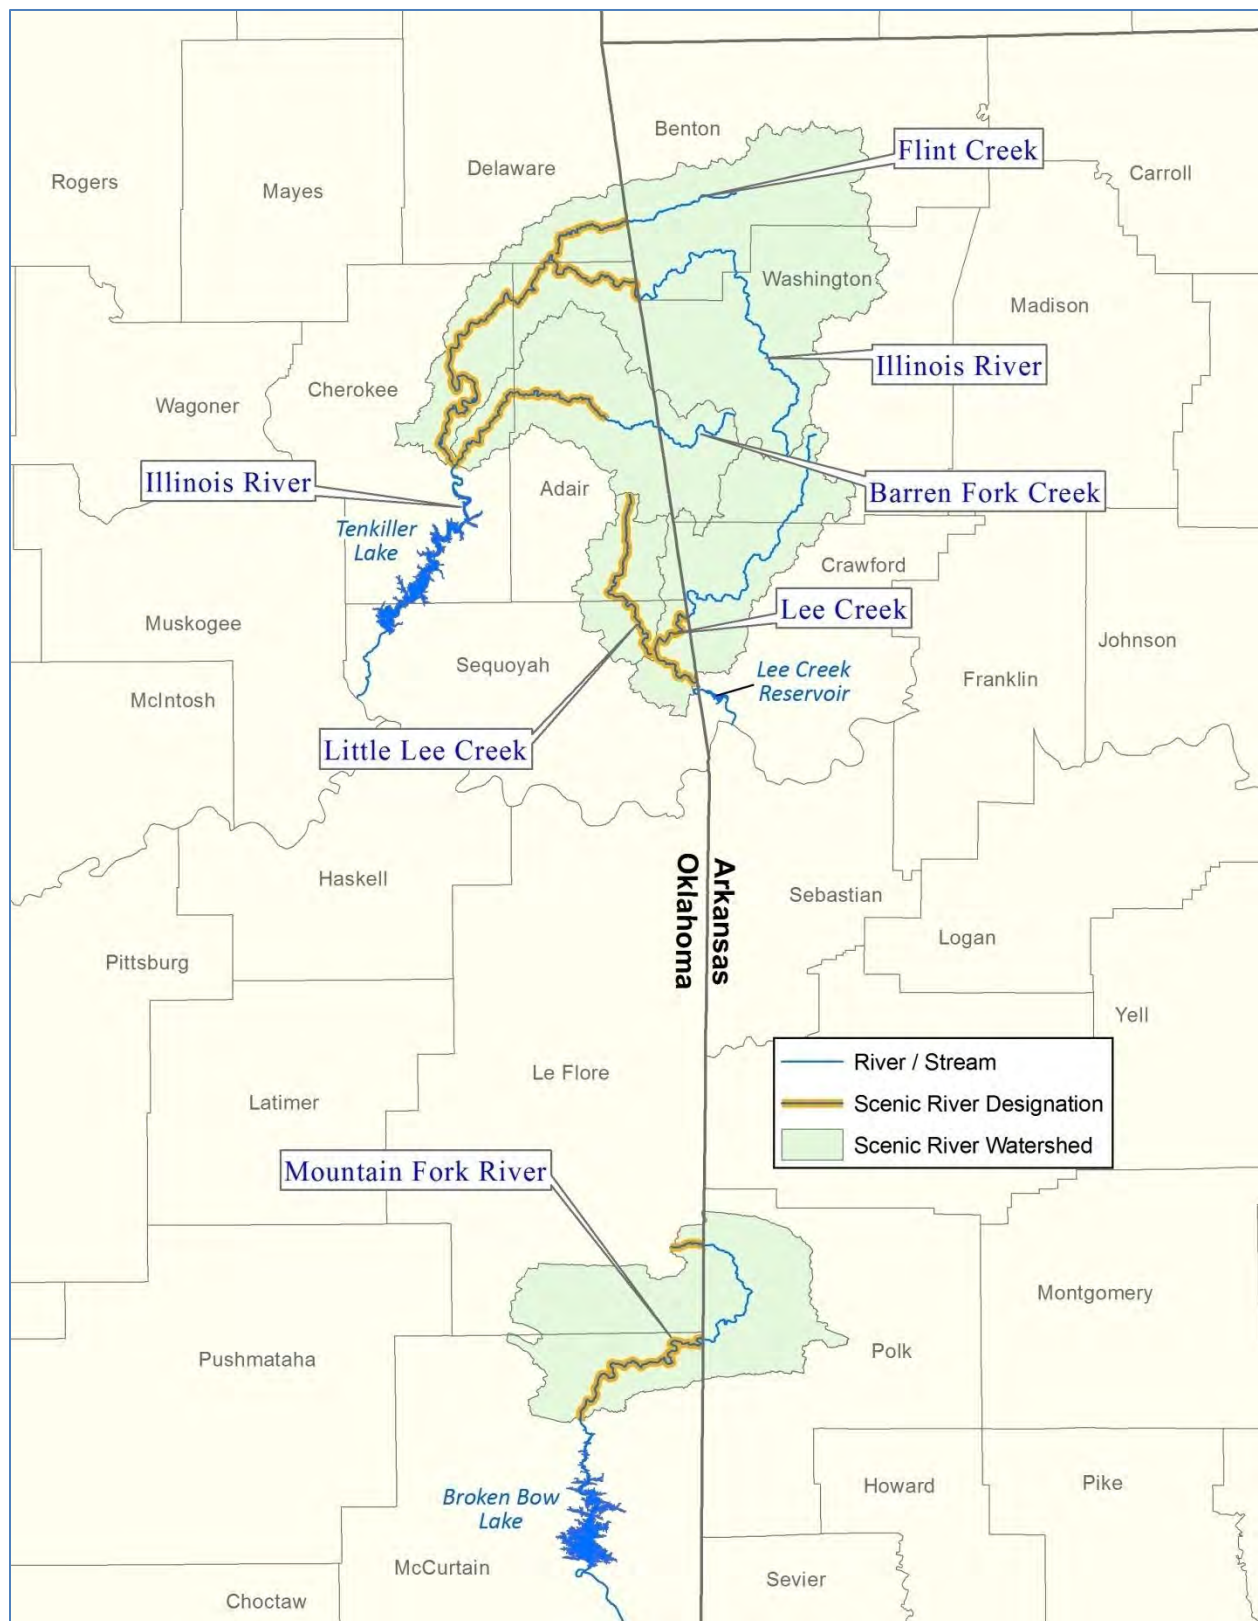 Benton
Flint Creek
Delaware
Rogers
Mayes
Carroll
Washington
Madison
Illinois River
Cherokee
Wagoner
Illinois River
Adair
Barren Fork Creek
Tenkiller
Lake
Crawford
Lee Creek
Muskogee
Johnson
Sequoyah
Lee Creek
Reservoir
Franklin
McIntosh
Little Lee Creek
Arkansas
Oklahoma
Haskell
Sebastian
Logan
Pittsburg
Yell
River / Stream
Le Flore
Scenic River Designation
Latimer
Scenic River Watershed
Mountain Fork River
Montgomery
Pushmataha
Polk
Howard
Pike
Broken Bow
Lake
McCurtain
Sevier
Choctaw